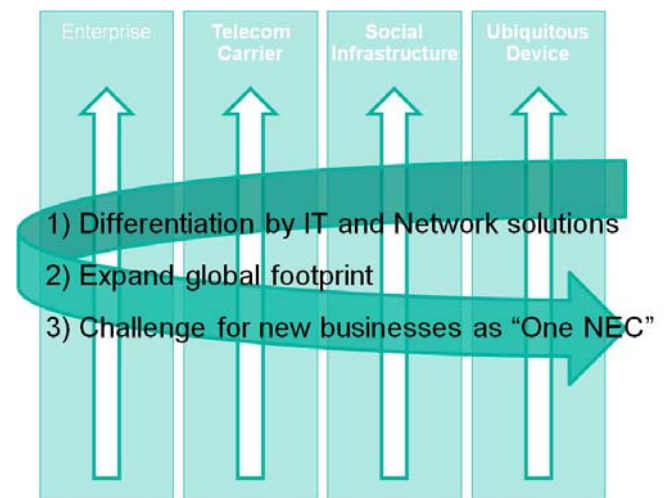 Enterprise
Telecom
Carrier
Social
Infrastructure
Ubiquitous
Device
1) Differentiation by IT and Network solutions
2) Expand global footprint
3) Challenge for new businesses as “One NEC”